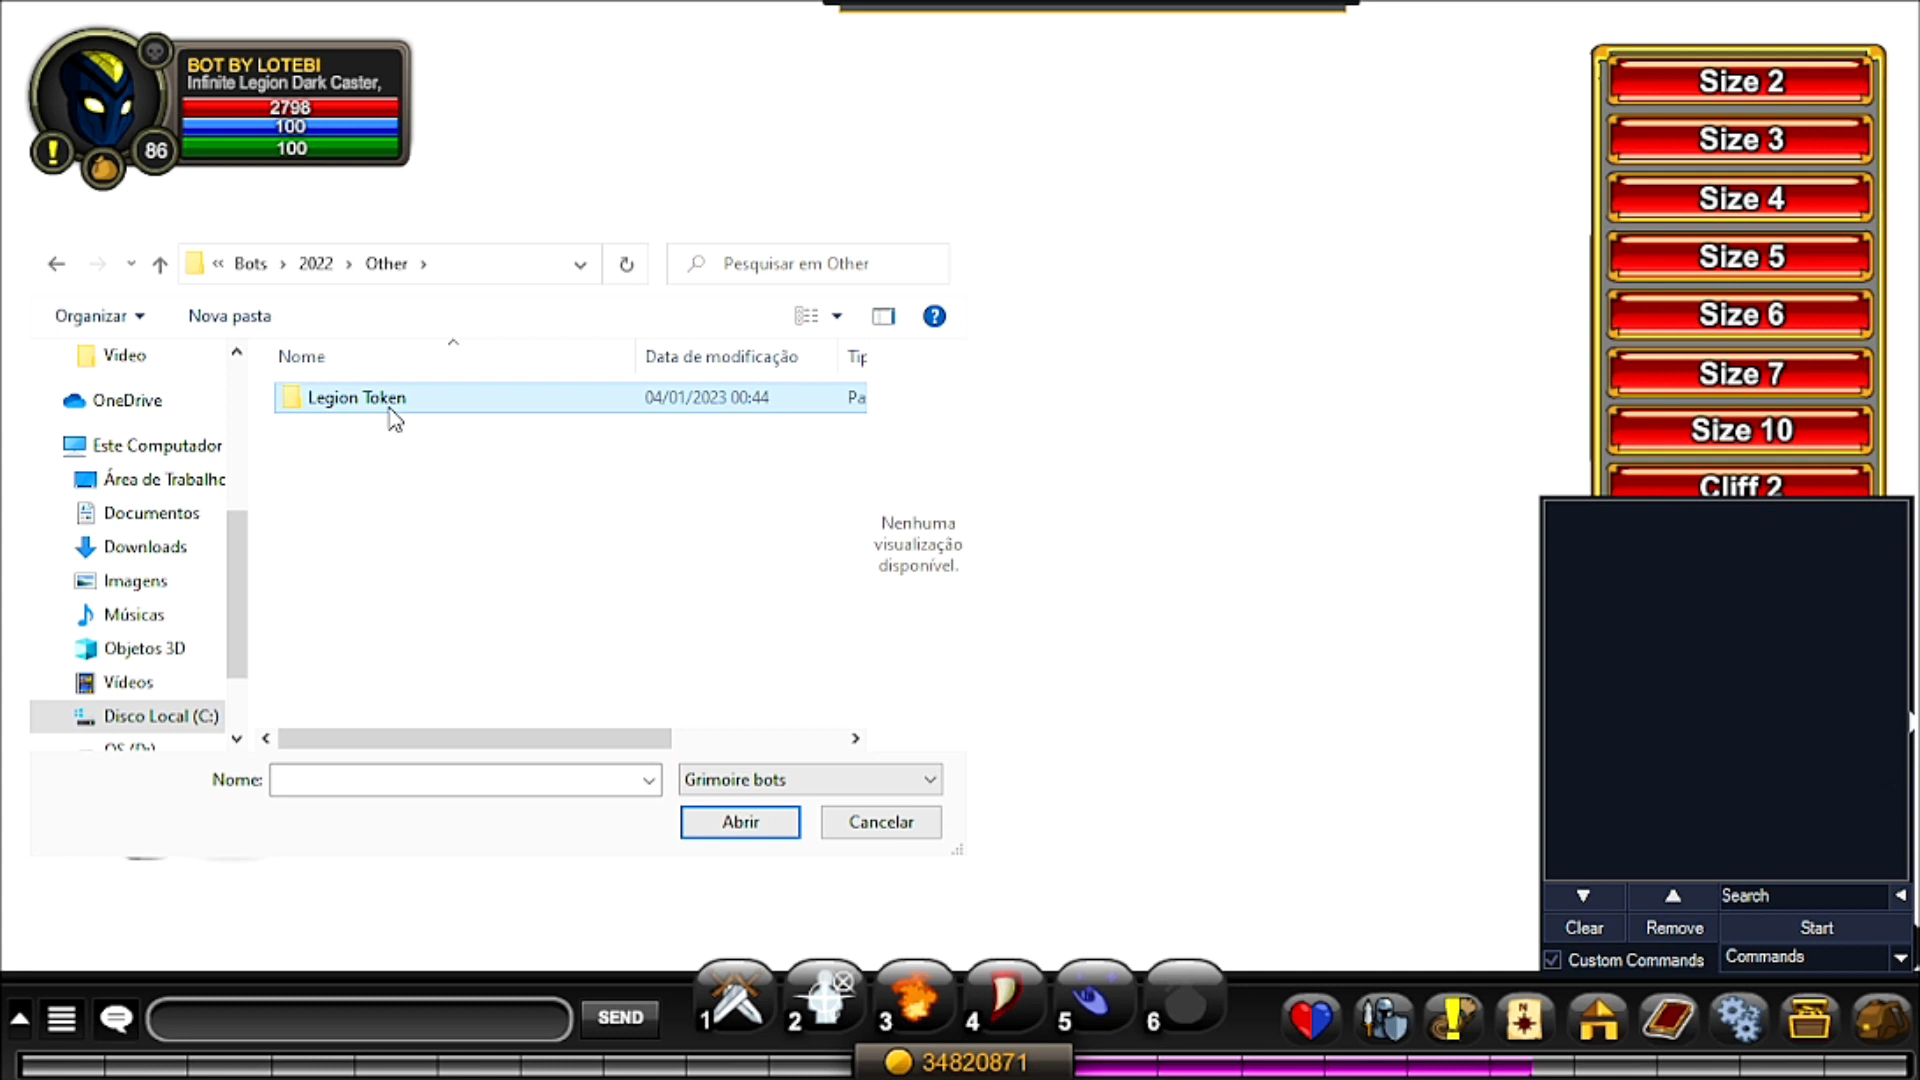 BOT BY LOTEBI
Infinite Legion Dark Caster,
2798
100
100
86
Size 2
Size 3
Size 4
Size 5
Size 6
Size 7
Size 10
Cliff 2
« Bots › 2022 › Other ›
Pesquisar em Other
Organizar
Nova pasta
Nome
Data de modificação
Tip
Legion Token
04/01/2023 00:44
Pa
Vídeo
OneDrive
Este Computador
Área de Trabalho
Documentos
Downloads
Imagens
Músicas
Objetos 3D
Vídeos
Disco Local (C:)
OS (D:)
Nenhuma
visualização
disponível.
Nome:
Grimoire bots
Abrir
Cancelar
Search
Clear
Remove
Start
Custom Commands
Commands
SEND
1
2
3
4
5
6
N
34820871